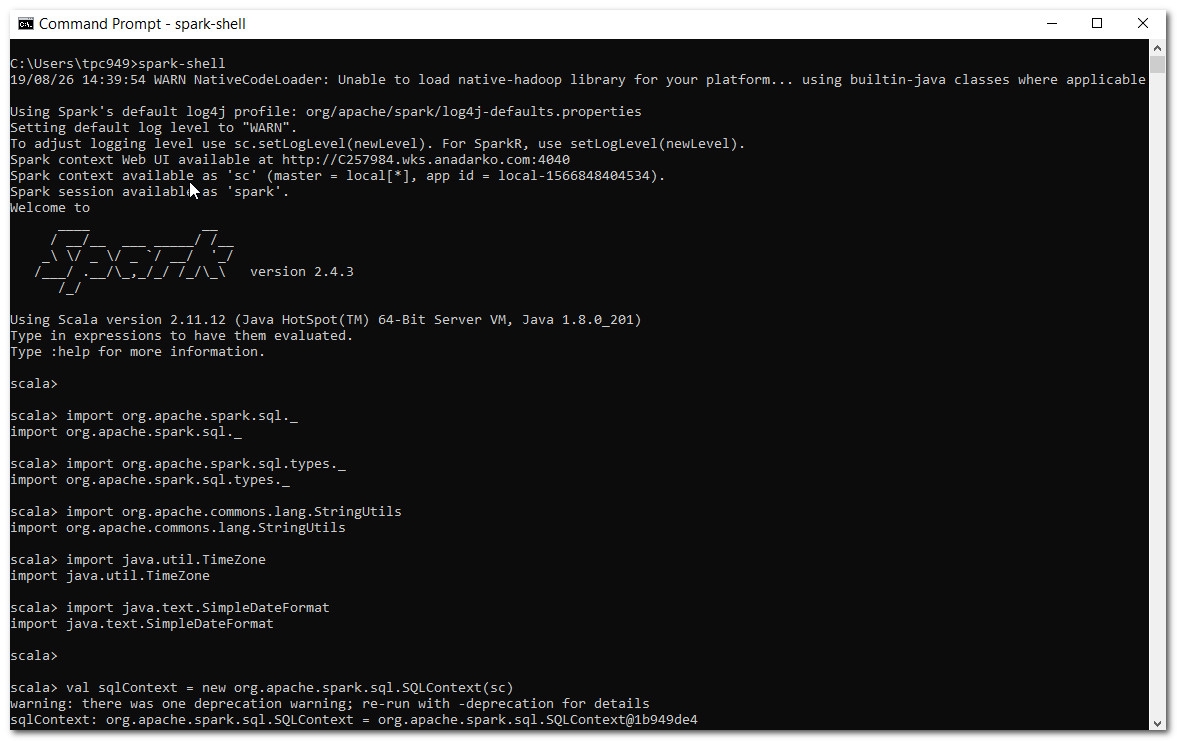 Command Prompt - spark-shell
C:\Users\tpc949>spark-shell
19/08/26 14:39:54 WARN NativeCodeLoader: Unable to load native-hadoop library for your platform... using builtin-java classes where applicable
Using Spark's default log4j profile: org/apache/spark/log4j-defaults.properties
Setting default log level to "WARN".
To adjust logging level use sc.setLogLevel(newLevel). For SparkR, use setLogLevel(newLevel).
Spark context Web UI available at http://C257984.wks.anadarko.com:4040
Spark context available as 'sc' (master = local[*], app id = local-1566848404534).
Spark session available as 'spark'.
Welcome to
      ____              __
     / __/__  ___ _____/ /__
    _\ \/ _ \/ _ `/ __/  '_/
   /___/ .__/\_,_/_/ /_/\_\   version 2.4.3
      /_/
Using Scala version 2.11.12 (Java HotSpot(TM) 64-Bit Server VM, Java 1.8.0_201)
Type in expressions to have them evaluated.
Type :help for more information.
scala>
scala> import org.apache.spark.sql._
import org.apache.spark.sql._
scala> import org.apache.spark.sql.types._
import org.apache.spark.sql.types._
scala> import org.apache.commons.lang.StringUtils
import org.apache.commons.lang.StringUtils
scala> import java.util.TimeZone
import java.util.TimeZone
scala> import java.text.SimpleDateFormat
import java.text.SimpleDateFormat
scala>
scala> val sqlContext = new org.apache.spark.sql.SQLContext(sc)
warning: there was one deprecation warning; re-run with -deprecation for details
sqlContext: org.apache.spark.sql.SQLContext = org.apache.spark.sql.SQLContext@1b949de4